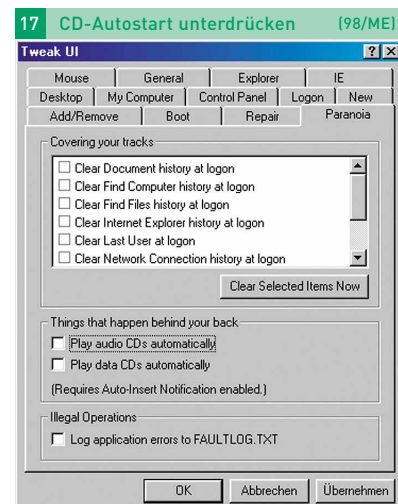 17 CD-Autostart unterdrücken (98/ME)
Tweak UI
Mouse General Explorer IE
Desktop My Computer Control Panel Logon New
Add/Remove Boot Repair Paranoia
Covering your tracks
Clear Document history at logon
Clear Find Computer history at logon
Clear Find Files history at logon
Clear Internet Explorer history at logon
Clear Last User at logon
Clear Network Connection history at logon
Clear Selected Items Now
Things that happen behind your back
Play audio CDs automatically
Play data CDs automatically
(Requires Auto-Insert Notification enabled.)
Illegal Operations
Log application errors to FAULTLOG.TXT
OK Abbrechen Übernehmen